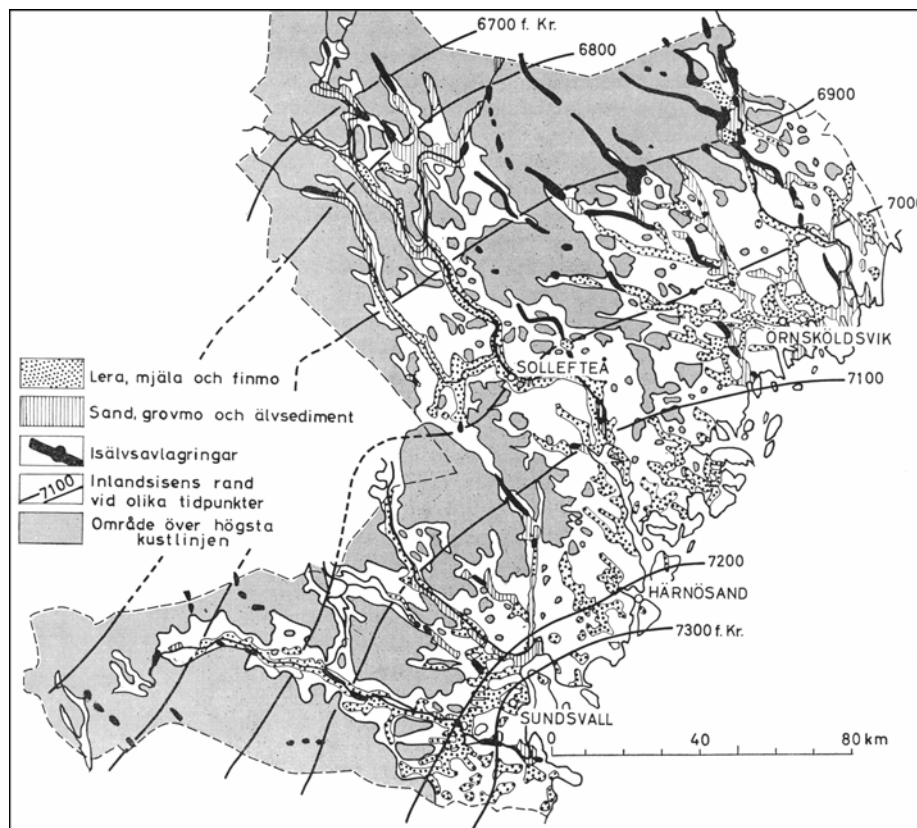 6700 f. Kr.
6800
6900
7000
ÖRNSKÖLDSVIK
SOLLEFTEÅ
7100
Lera, mjäla och finmo
Sand, grovmo och älvsediment
Isälvsavlagringar
7100 Inlandsisens rand
vid olika tidpunkter
Område över högsta
kustlinjen
7200
HÄRNÖSAND
7300 f. Kr.
SUNDSVALL
0 40 80 km